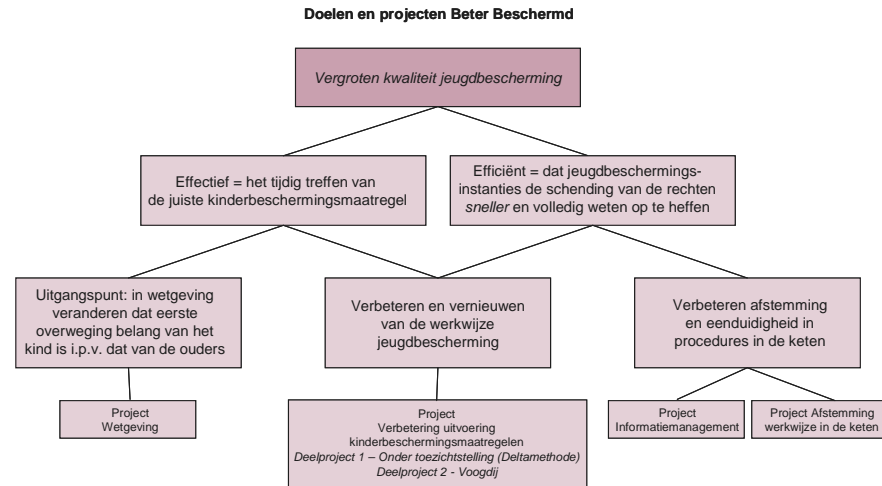 Doelen en projecten Beter Beschermd
Vergroten kwaliteit jeugdbescherming
Effectief = het tijdig treffen van
de juiste kinderbeschermingsmaatregel
Efficiënt = dat jeugdbeschermings-
instanties de schending van de rechten
sneller en volledig weten op te heffen
Uitgangspunt: in wetgeving
veranderen dat eerste
overweging belang van het
kind is i.p.v. dat van de ouders
Verbeteren en vernieuwen
van de werkwijze
jeugdbescherming
Verbeteren afstemming
en eenduidigheid in
procedures in de keten
Project
Wetgeving
Project
Verbetering uitvoering
kinderbeschermingsmaatregelen
Deelproject 1 – Onder toezichtstelling (Deltamethode)
Deelproject 2 - Voogdij
Project
Informatiemanagement
Project Afstemming
werkwijze in de keten